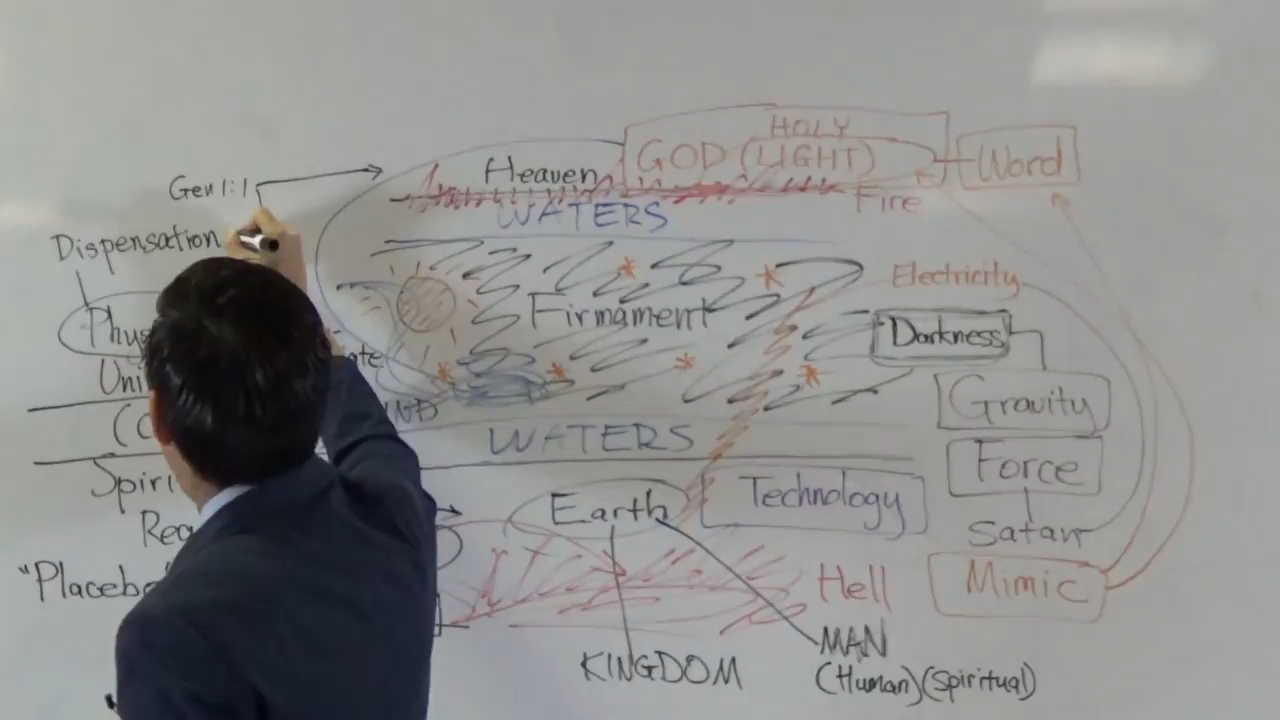 HOLY
GOD (LIGHT)
Word
Heaven
Gen 1:1
Fire
WATERS
Dispensation
Electricity
Firmament
Darkness
Gravity
WATERS
Force
Technology
Earth
Satan
Hell
Mimic
MAN
KINGDOM
(Human) (Spiritual)